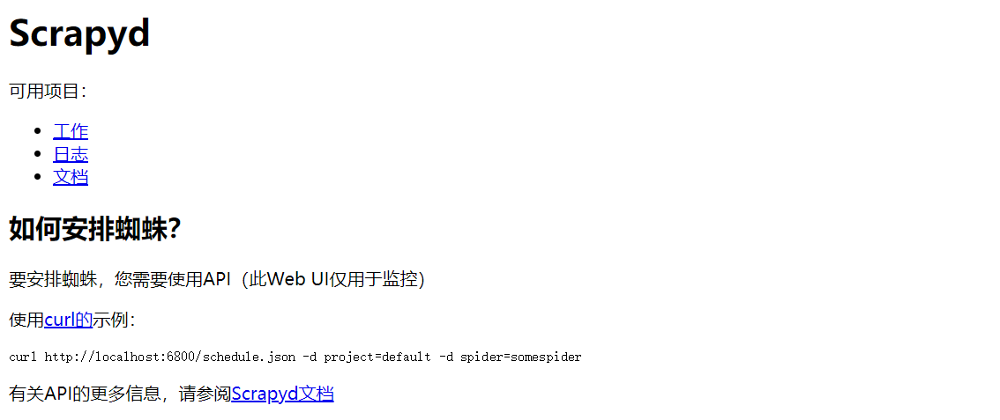 Scrapyd
可用项目：
工作
日志
文档
如何安排蜘蛛？
要安排蜘蛛，您需要使用API（此Web UI仅用于监控）
使用curl的示例：
curl http://localhost:6800/schedule.json -d project=default -d spider=somespider
有关API的更多信息，请参阅Scrapyd文档